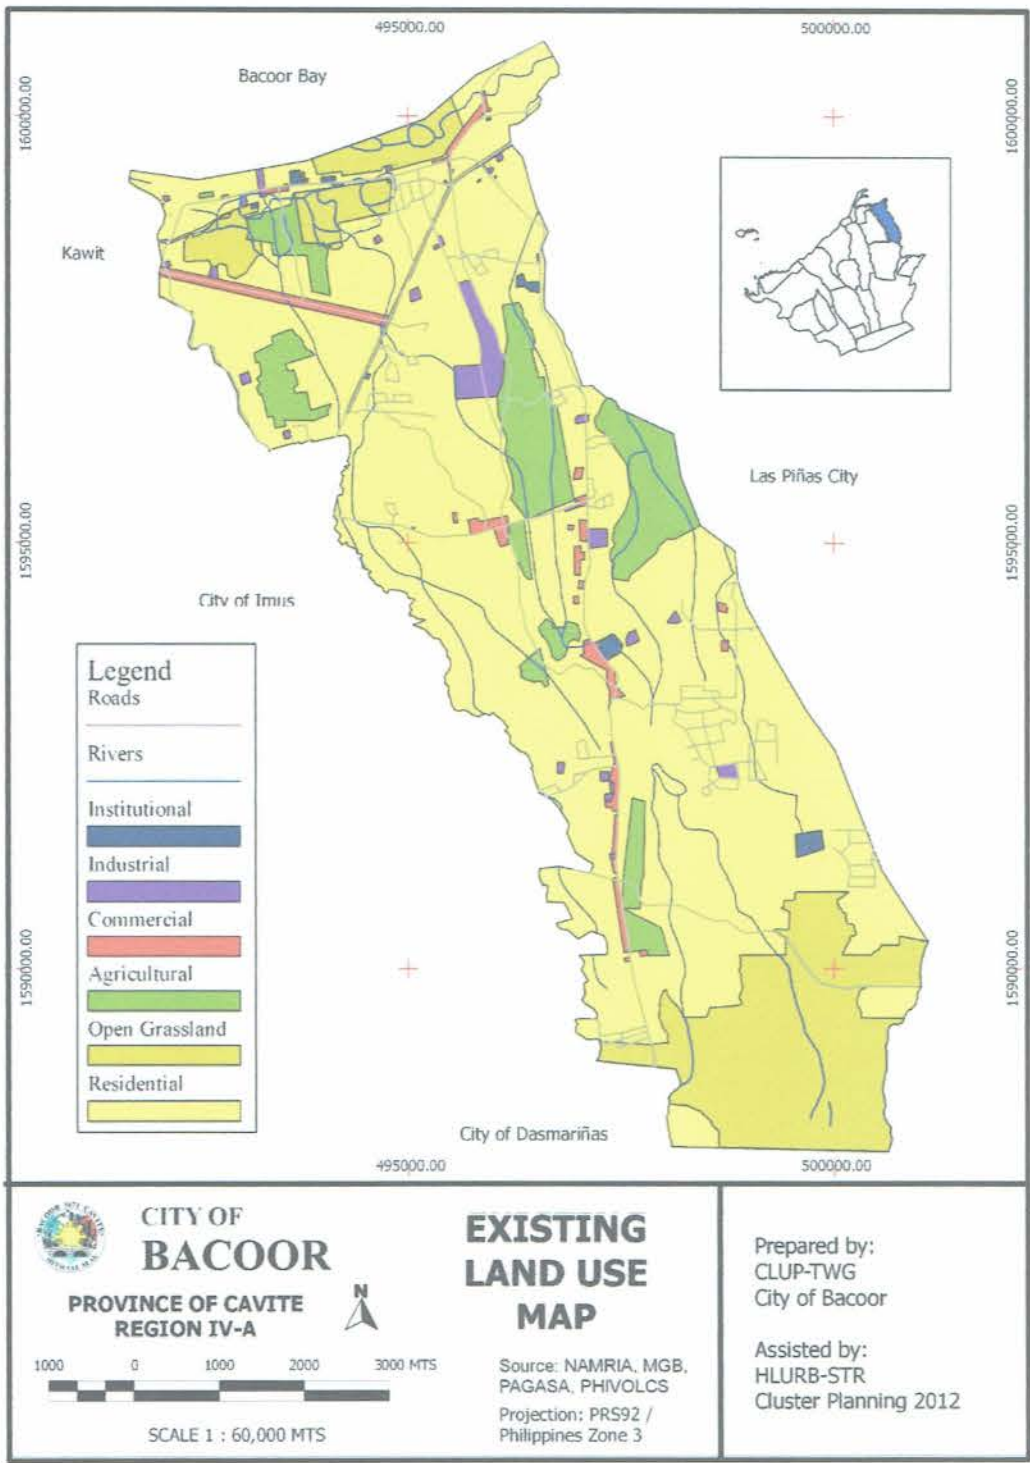 495000.00
500000.00
Bacoor Bay
1600000.00
1600000.00
Kawit
Las Piñas City
1595000.00
1595000.00
City of Imus
Legend
Roads
Rivers
Institutional
Industrial
Commercial
Agricultural
Open Grassland
Residential
1590000.00
1590000.00
City of Dasmariñas
495000.00
500000.00
CITY OF
BACOOR
PROVINCE OF CAVITE
REGION IV-A
N
1000 0 1000 2000 3000 MTS
SCALE 1 : 60,000 MTS
EXISTING
LAND USE
MAP
Source: NAMRIA, MGB,
PAGASA, PHIVOLCS
Projection: PRS92 /
Philippines Zone 3
Prepared by:
CLUP-TWG
City of Bacoor
Assisted by:
HLURB-STR
Cluster Planning 2012